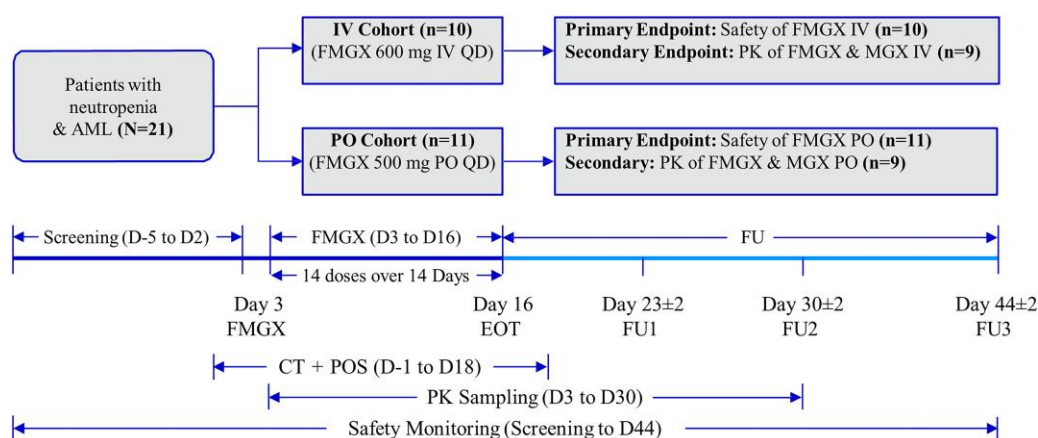 Patients with
neutropenia
& AML (N=21)
IV Cohort (n=10)
(FMGX 600 mg IV QD)
Primary Endpoint: Safety of FMGX IV (n=10)
Secondary Endpoint: PK of FMGX & MGX IV (n=9)
PO Cohort (n=11)
(FMGX 500 mg PO QD)
Primary Endpoint: Safety of FMGX PO (n=11)
Secondary: PK of FMGX & MGX PO (n=9)
Screening (D-5 to D2)
FMGX (D3 to D16)
FU
14 doses over 14 Days
Day 3
FMGX
Day 16
EOT
Day 23±2
FU1
Day 30±2
FU2
Day 44±2
FU3
CT + POS (D-1 to D18)
PK Sampling (D3 to D30)
Safety Monitoring (Screening to D44)